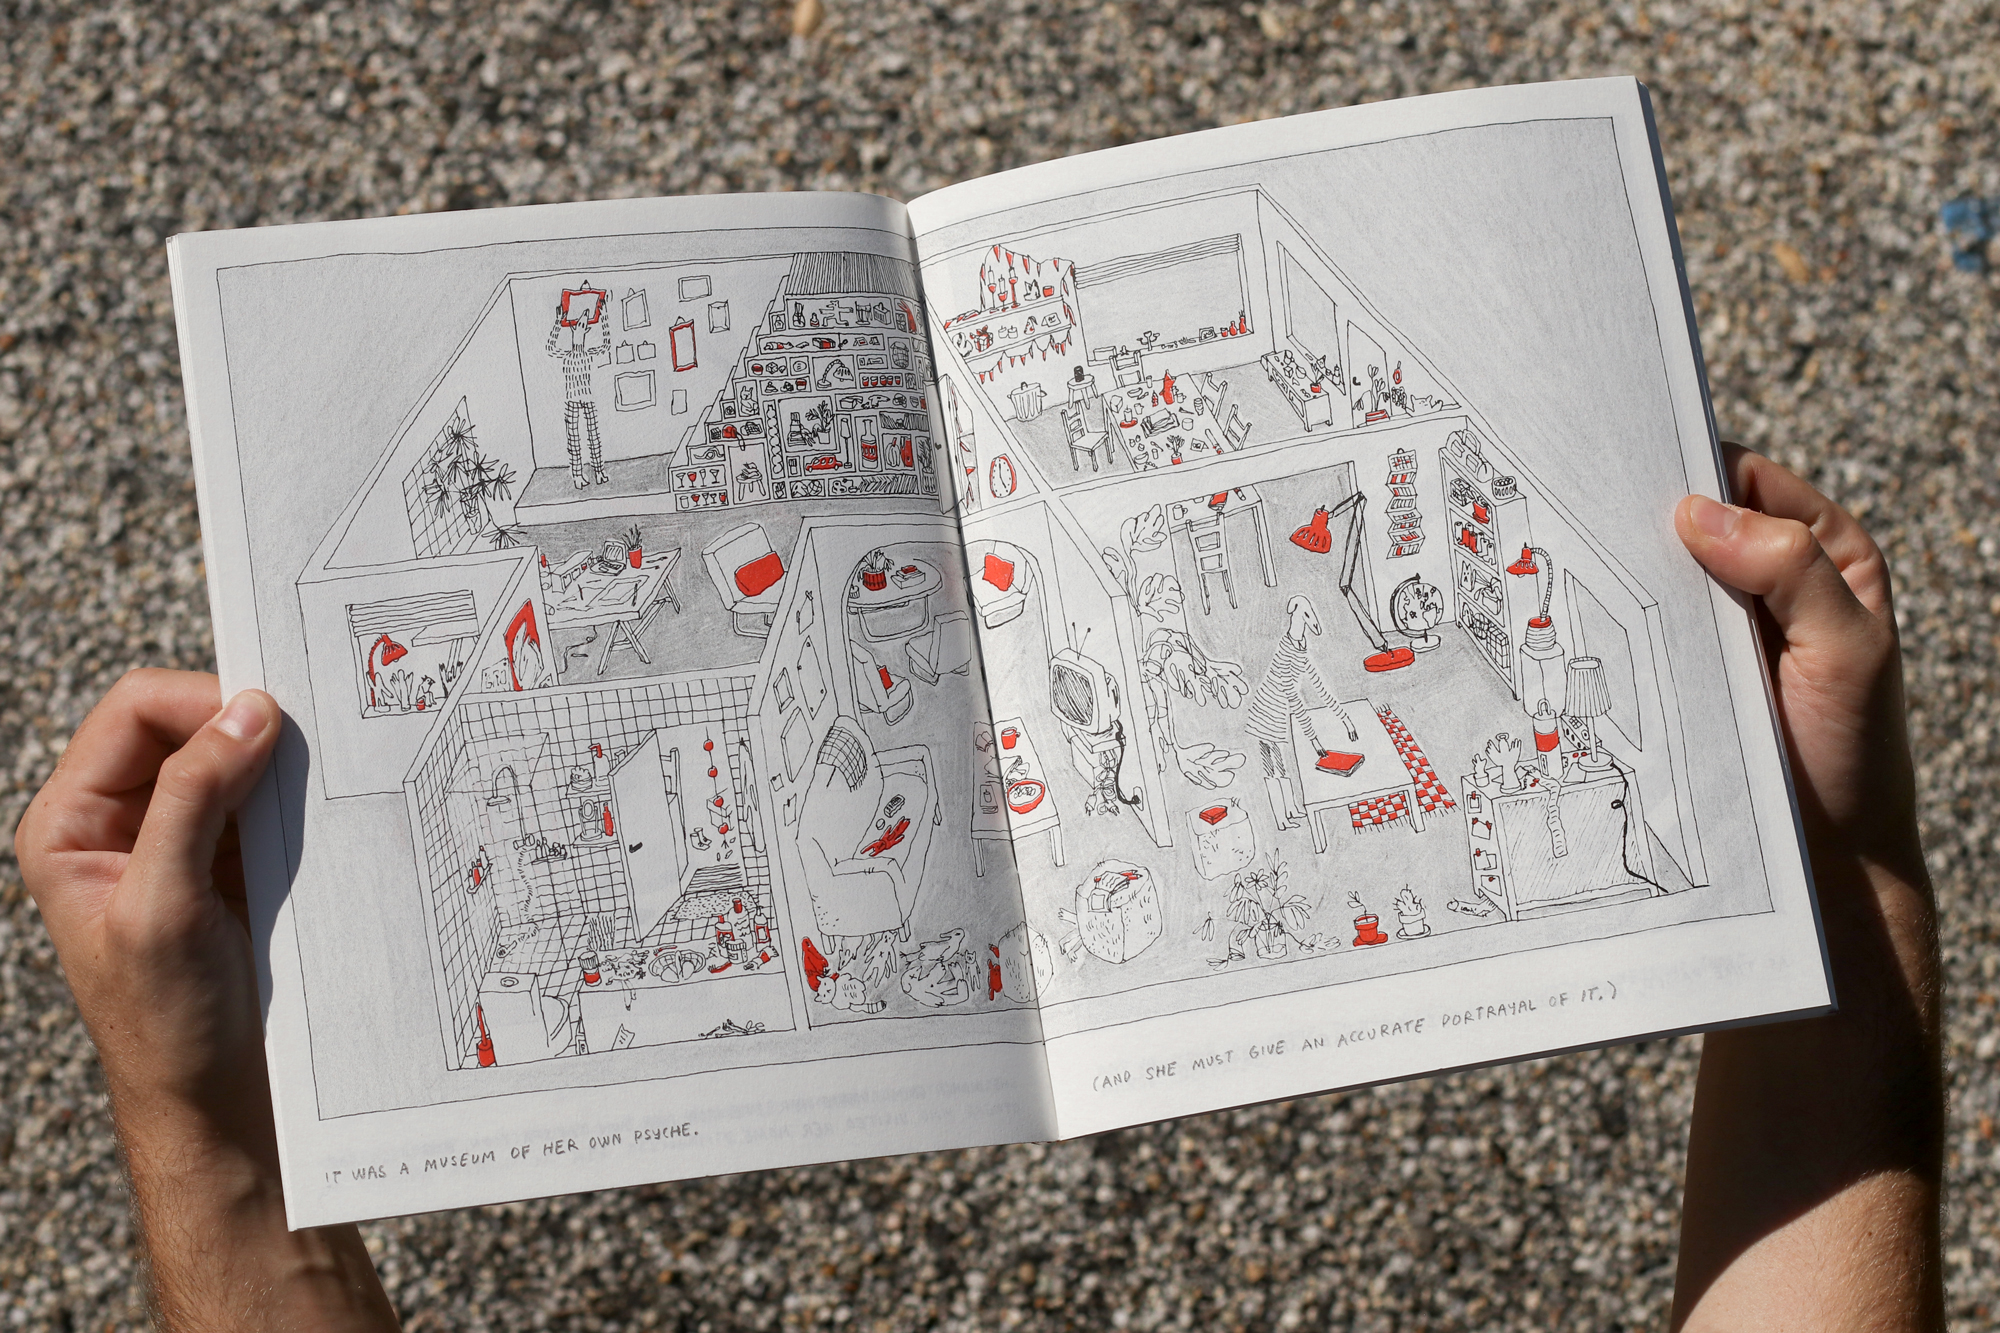 IT WAS A MUSEUM OF HER OWN PSYCHE.
(AND SHE MUST GIVE AN ACCURATE PORTRAYAL OF IT.)